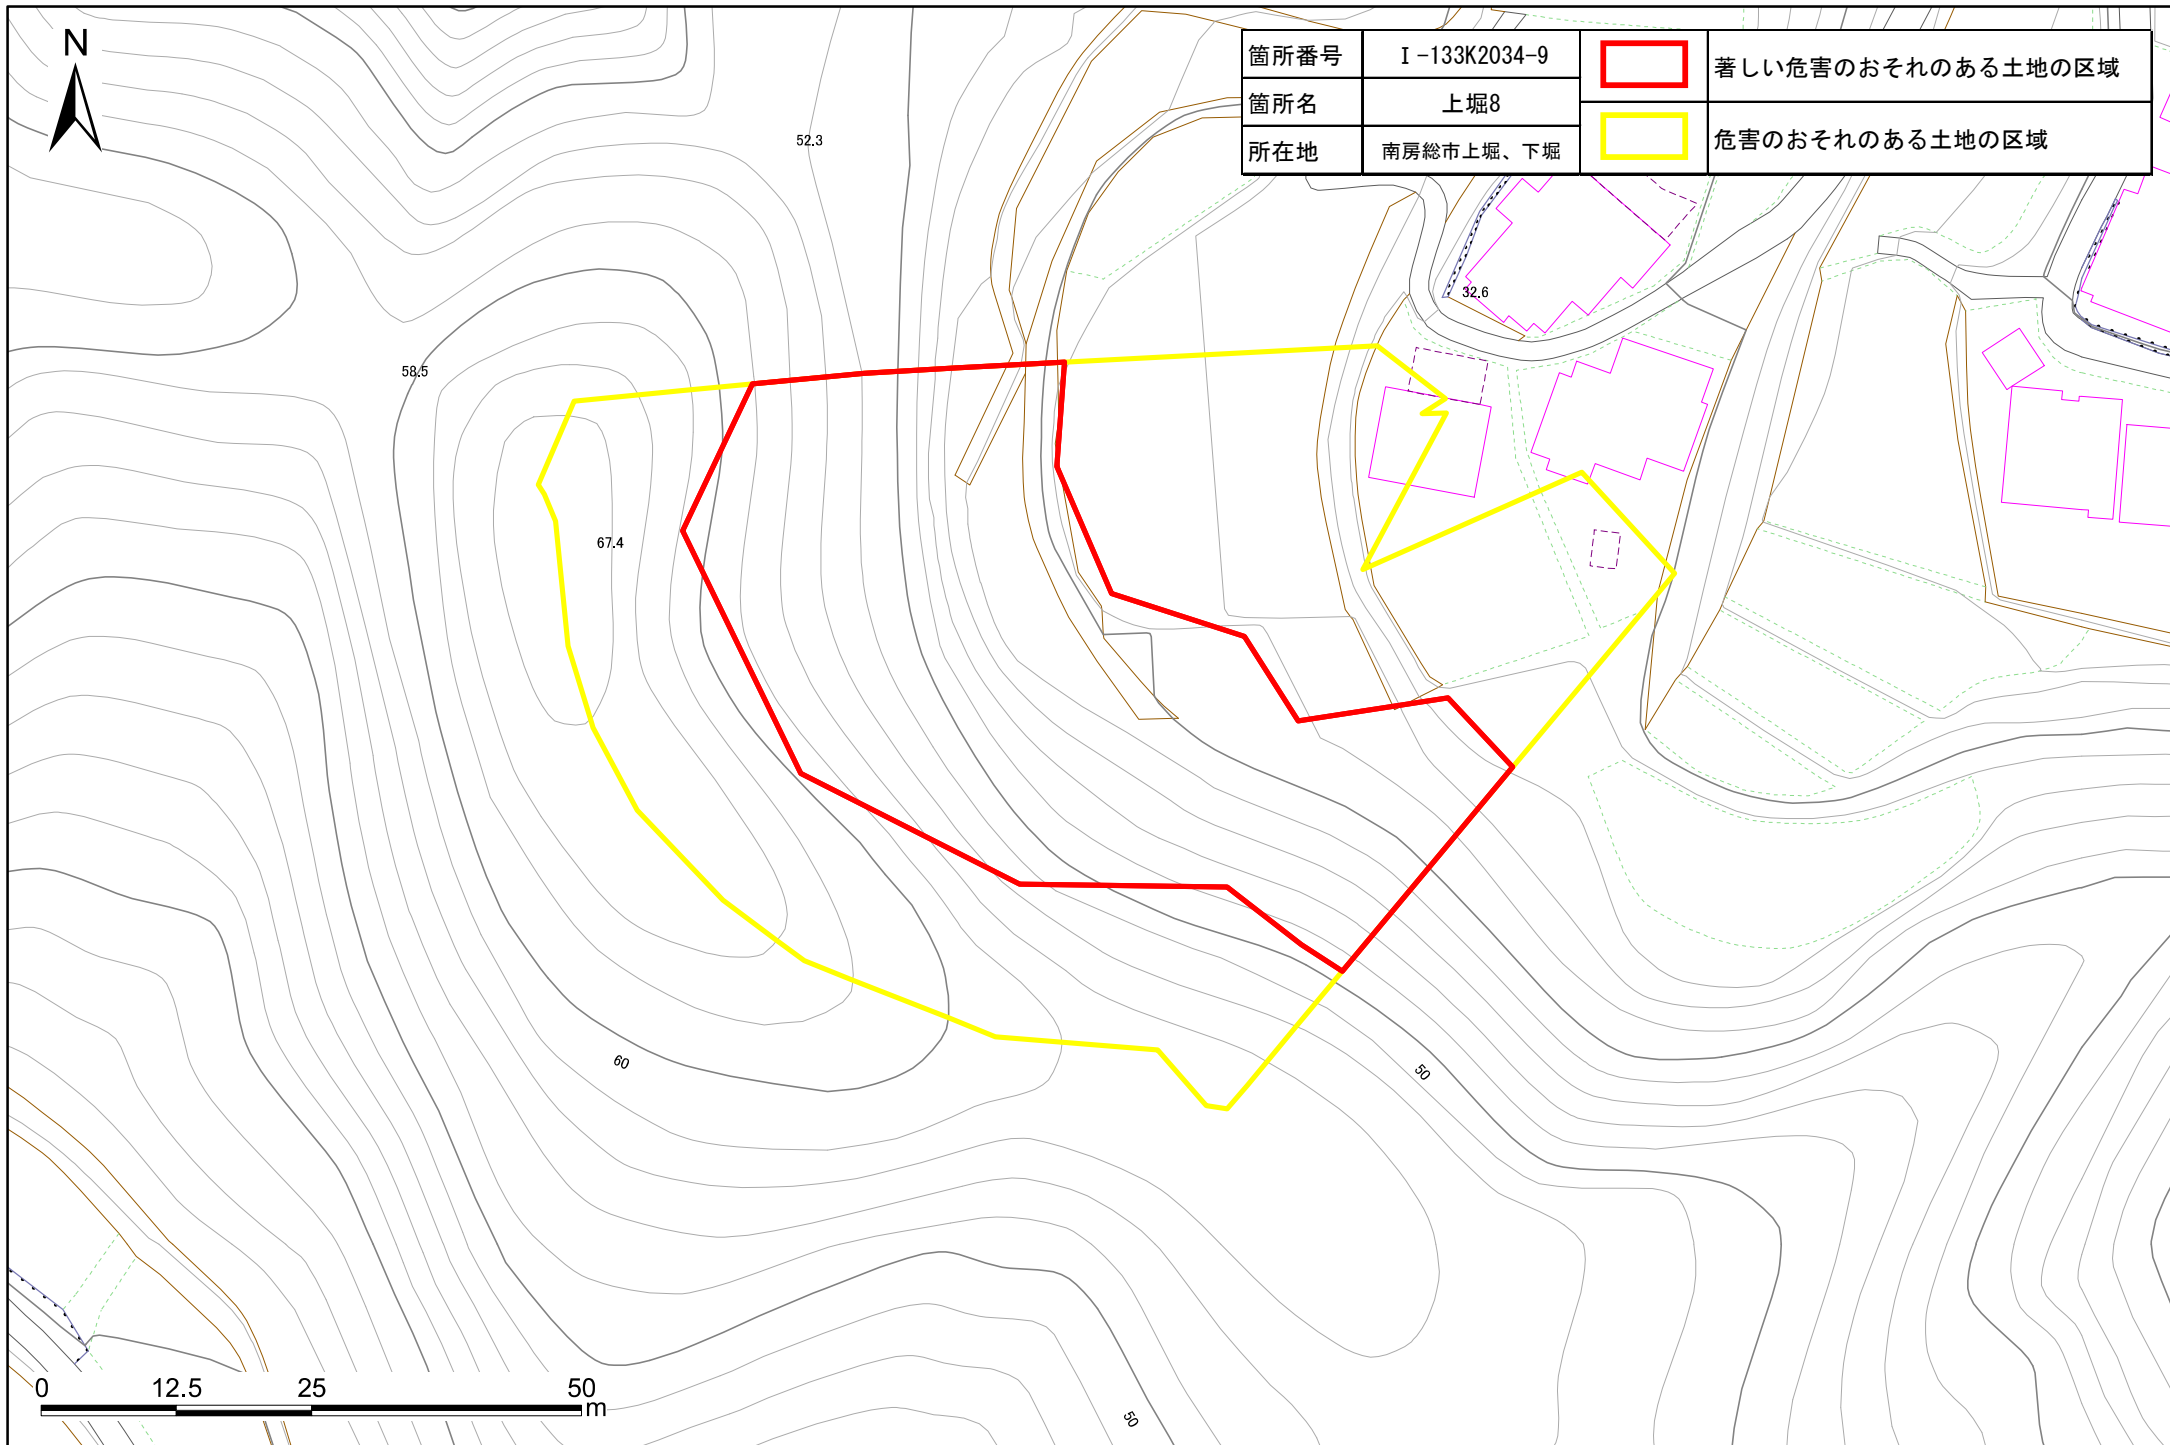 N
箇所番号 Ⅰ-133K2034-9
箇所名 上堀8
所在地 南房総市上堀、下堀
著しい危害のおそれのある土地の区域
危害のおそれのある土地の区域
52.3
32.6
58.5
67.4
60
50
50
0 12.5 25 50
m